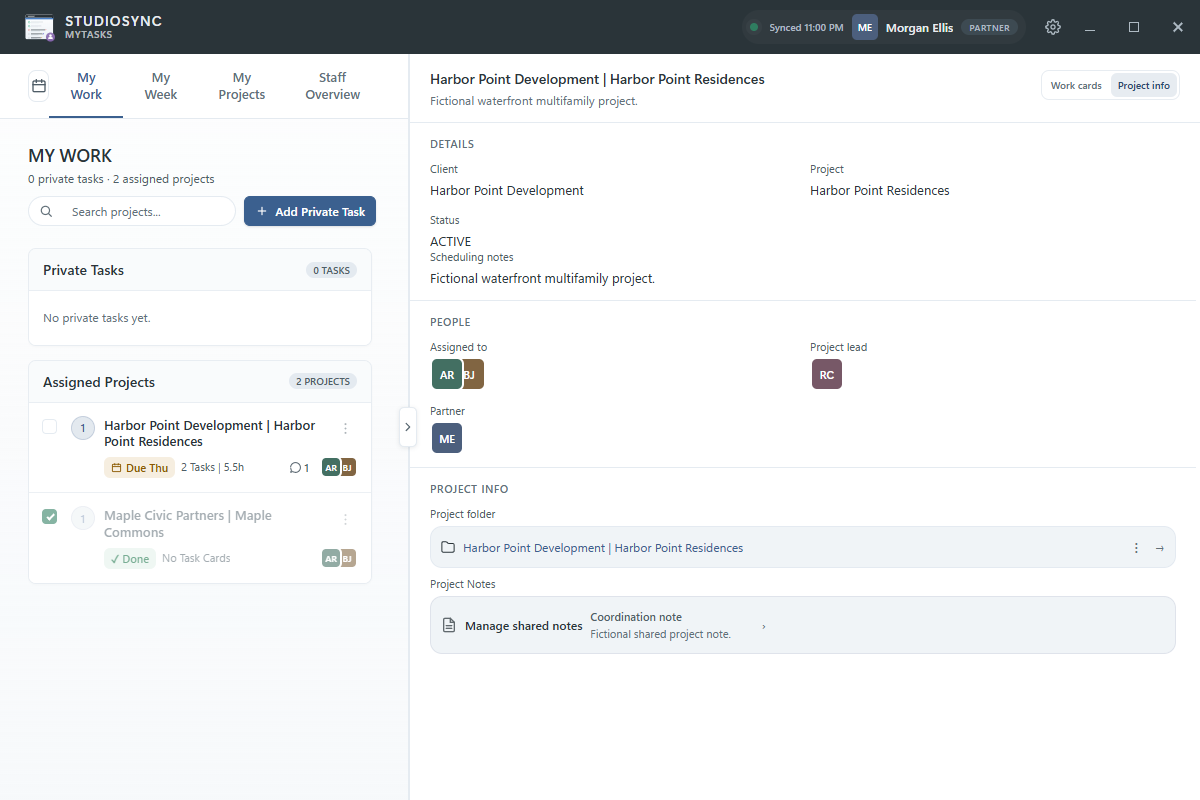 STUDIOSYNC
MYTASKS
Synced 11:00 PM
ME
Morgan Ellis
PARTNER
My Work
My Week
My Projects
Staff Overview
MY WORK
0 private tasks · 2 assigned projects
Search projects...
+ Add Private Task
Private Tasks
0 TASKS
No private tasks yet.
Assigned Projects
2 PROJECTS
1
Harbor Point Development | Harbor
Point Residences
Due Thu
2 Tasks | 5.5h
1
AR
BJ
1
Maple Civic Partners | Maple
Commons
✓ Done
No Task Cards
AR
BJ
Harbor Point Development | Harbor Point Residences
Fictional waterfront multifamily project.
Work cards
Project info
DETAILS
Client
Project
Harbor Point Development
Harbor Point Residences
Status
ACTIVE
Scheduling notes
Fictional waterfront multifamily project.
PEOPLE
Assigned to
Project lead
AR
BJ
RC
Partner
ME
PROJECT INFO
Project folder
Harbor Point Development | Harbor Point Residences
Project Notes
Manage shared notes
Coordination note
Fictional shared project note.